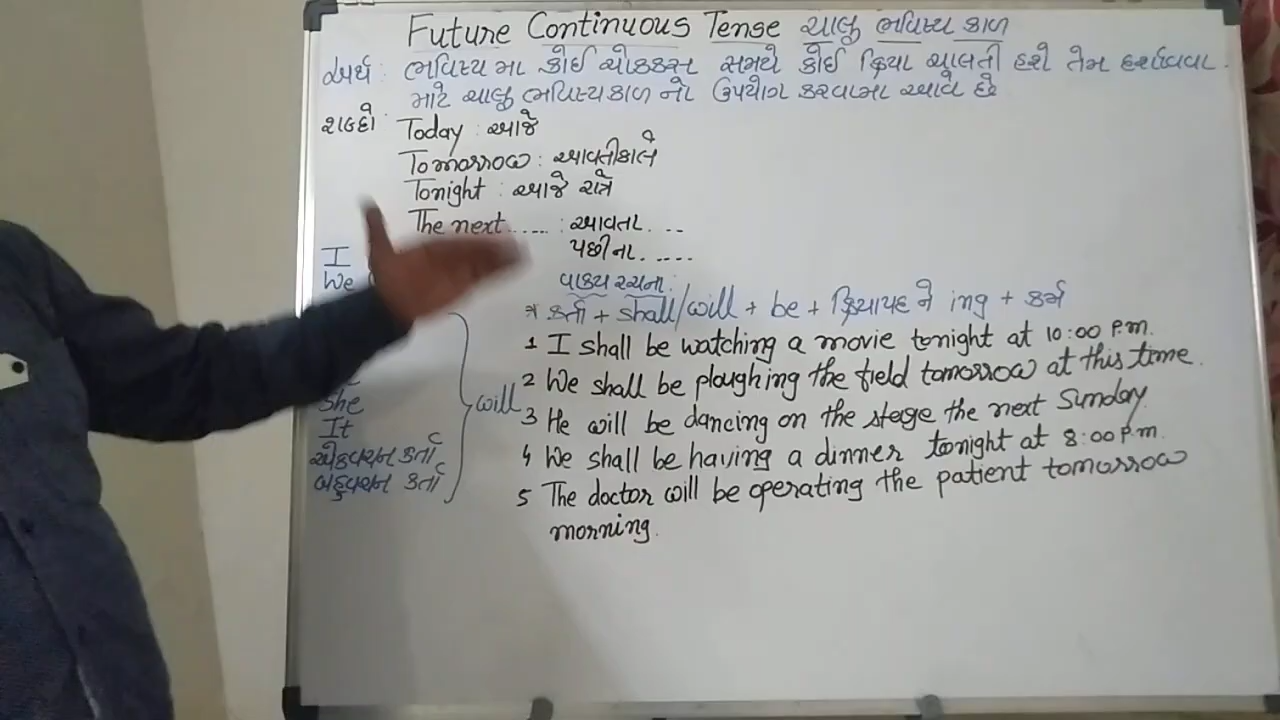 Future Continuous Tense ચાલુ ભવિષ્ય કાળ
અર્થ: ભવિષ્ય મા કોઈ ચોક્કસ સમયે કોઈ ક્રિયા ચાલતી હશે તેમ દર્શાવવા
માટે ચાલુ ભવિષ્યકાળ નો ઉપયોગ કરવામા આવે છે
શબ્દો: Today : આજે
Tomorrow : આવતીકાલે
Tonight : આજે રાત્રે
The next ..... : આવતા. . . -
પછીના. .....
I
We
વાક્ય રચના:
* કર્તા + shall/will + be + ક્રિયાપદ ને ing + કર્મ
1 I shall be watching a movie tonight at 10:00 P.m.
2 We shall be ploughing the field tomorrow at this time.
She
will
3 He will be dancing on the stage the next Sunday
It
4 We shall be having a dinner tonight at 8:00 P.m.
એકવચન કર્તા
બહુવચન કર્તા
5 The doctor will be operating the patient tomorrow
morning.